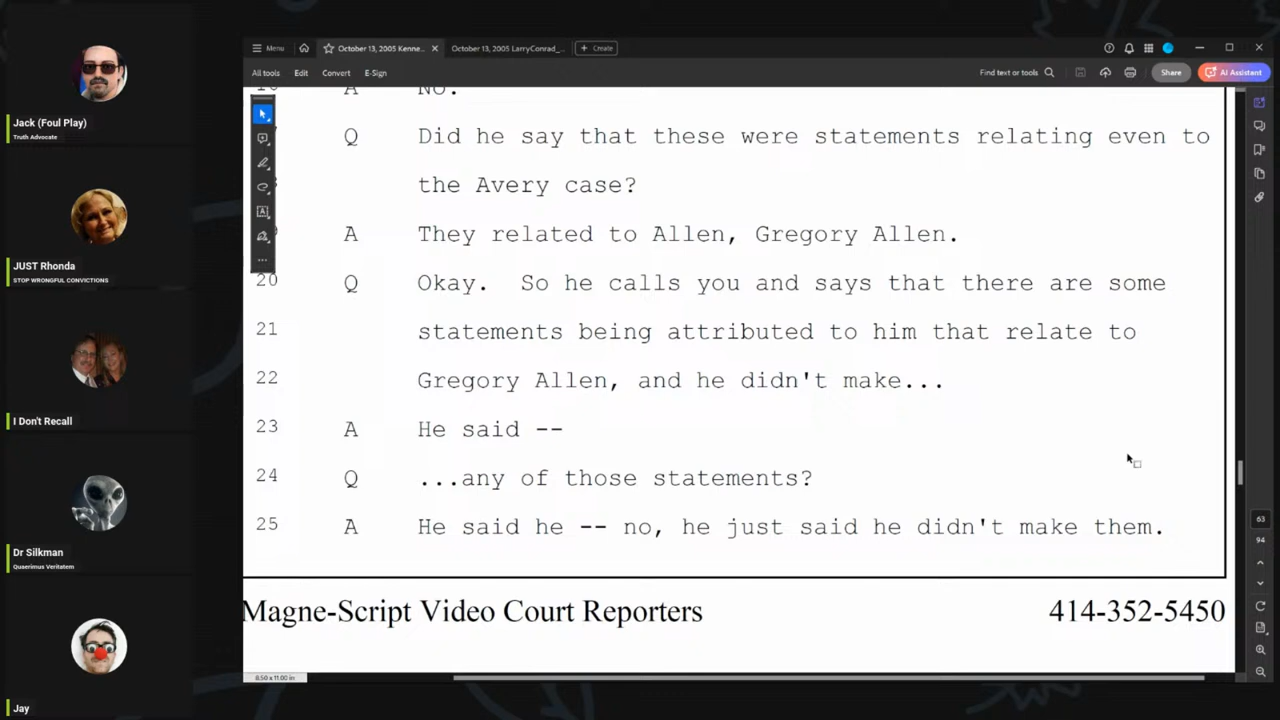 Jack (Foul Play)
Truth Advocate
JUST Rhonda
STOP WRONGFUL CONVICTIONS
I Don't Recall
Dr Silkman
Quaerimus Veritatem
Jay
Menu
October 13, 2005 Kenne...
October 13, 2005 LarryConrad_...
+ Create
All tools
Edit
Convert
E-Sign
Find text or tools
Share
AI Assistant
A No.
Q Did he say that these were statements relating even to
the Avery case?
A They related to Allen, Gregory Allen.
20 Q Okay. So he calls you and says that there are some
21 statements being attributed to him that relate to
22 Gregory Allen, and he didn't make...
23 A He said --
24 Q ...any of those statements?
25 A He said he -- no, he just said he didn't make them.
Magne-Script Video Court Reporters 414-352-5450
8.50 x 11.00 in
63
94